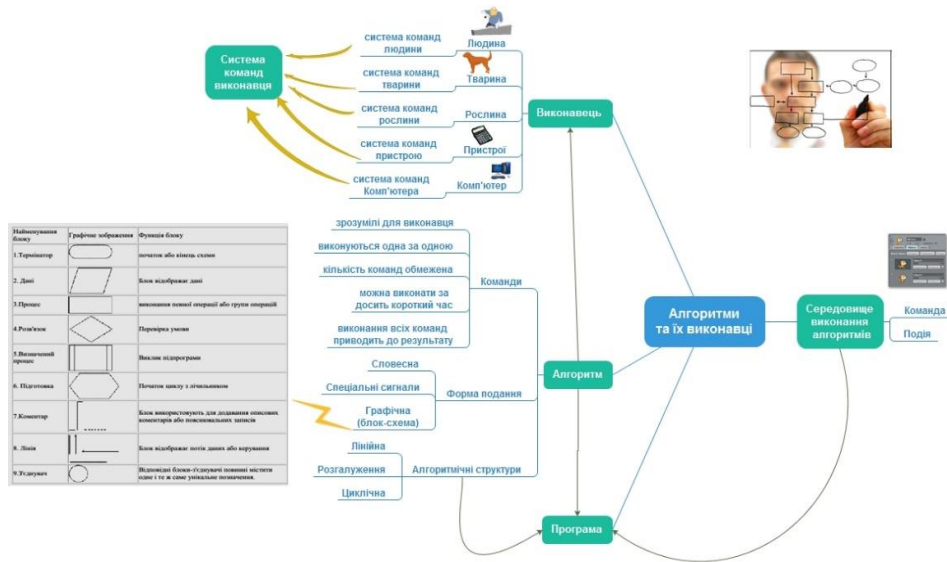 Система
команд
виконавця
система команд
людини
Людина
система команд
тварини
Тварина
система команд
рослини
Рослина
система команд
пристрою
Пристрої
система команд
Комп'ютера
Комп'ютер
Виконавець
Найменування
блоку
Графічне зображення
Функція блоку
1.Термінатор
початок або кінець схеми
2. Дані
Блок відображає дані
3.Процес
виконання певної операції або групи операцій
4.Розв'язок
Перевірка умови
5.Визначений
процес
Виклик підпрограми
6. Підготовка
Початок циклу з лічильником
7.Коментар
Блок використовують для додавання описових
коментарів або пояснювальних записів
8. Лінія
Блок відображає потік даних або керування
9.З'єднувач
Відповідні блоки-з'єднувачі повинні містити
одне і те ж саме унікальне позначення.
зрозумілі для виконавця
виконуються одна за одною
кількість команд обмежена
можна виконати за
досить короткий час
виконання всіх команд
приводить до результату
Команди
Словесна
Спеціальні сигнали
Графічна
(блок-схема)
Форма подання
Лінійна
Розгалуження
Циклічна
Алгоритмічні структури
Алгоритм
Програма
Алгоритми
та їх виконавці
Середовище
виконання
алгоритмів
Команда
Подія